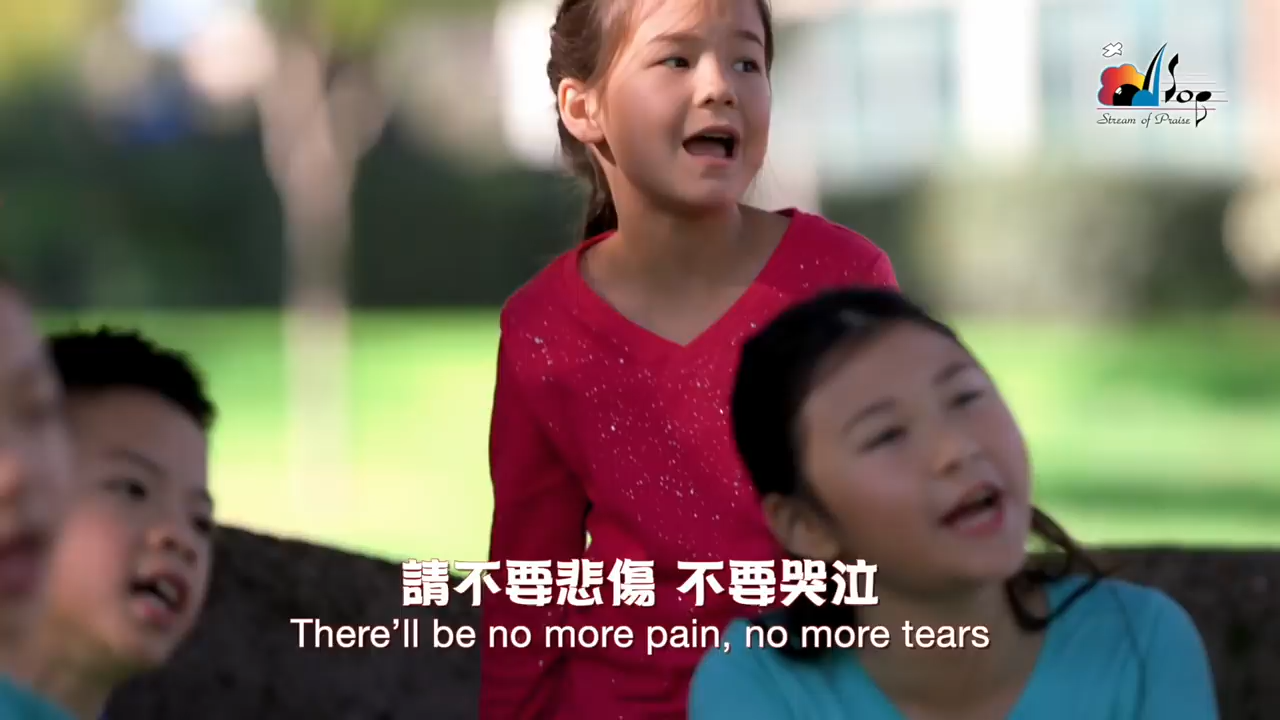 Sop
Stream of Praise
請不要悲傷 不要哭泣
There'll be no more pain, no more tears